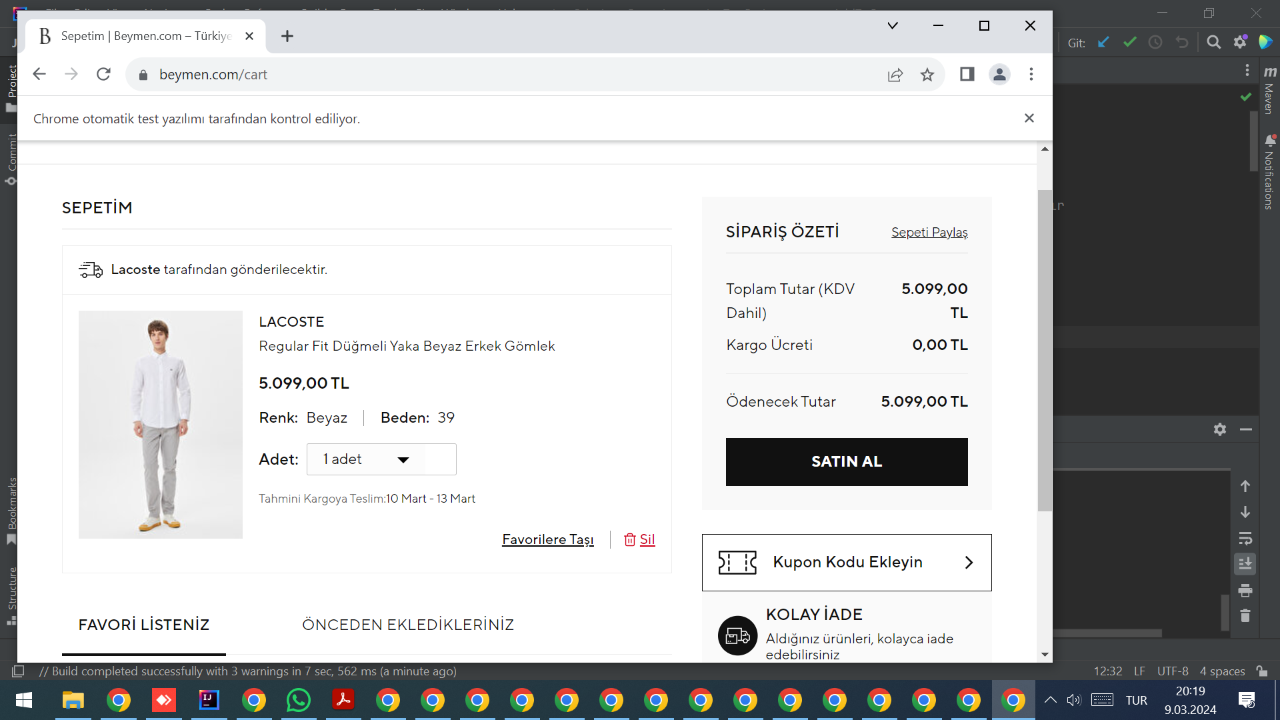 Sepetim | Beymen.com – Türkiye
beymen.com/cart
Git:
Chrome otomatik test yazılımı tarafından kontrol ediliyor.
Project
Commit
Bookmarks
Structure
Maven
Notifications
SEPETİM
Lacoste tarafından gönderilecektir.
LACOSTE
Regular Fit Düğmeli Yaka Beyaz Erkek Gömlek
5.099,00 TL
Renk: Beyaz
Beden: 39
Adet: 1 adet
Tahmini Kargoya Teslim:10 Mart - 13 Mart
Favorilere Taşı
Sil
FAVORİ LİSTENİZ
ÖNCEDEN EKLEDİKLERİNİZ
SİPARİŞ ÖZETİ
Sepeti Paylaş
Toplam Tutar (KDV
Dahil)
5.099,00
TL
Kargo Ücreti
0,00 TL
Ödenecek Tutar
5.099,00 TL
SATIN AL
Kupon Kodu Ekleyin
KOLAY İADE
Aldığınız ürünleri, kolayca iade
edebilirsiniz
// Build completed successfully with 3 warnings in 7 sec, 562 ms (a minute ago)
12:32
LF
UTF-8
4 spaces
TUR
20:19
9.03.2024